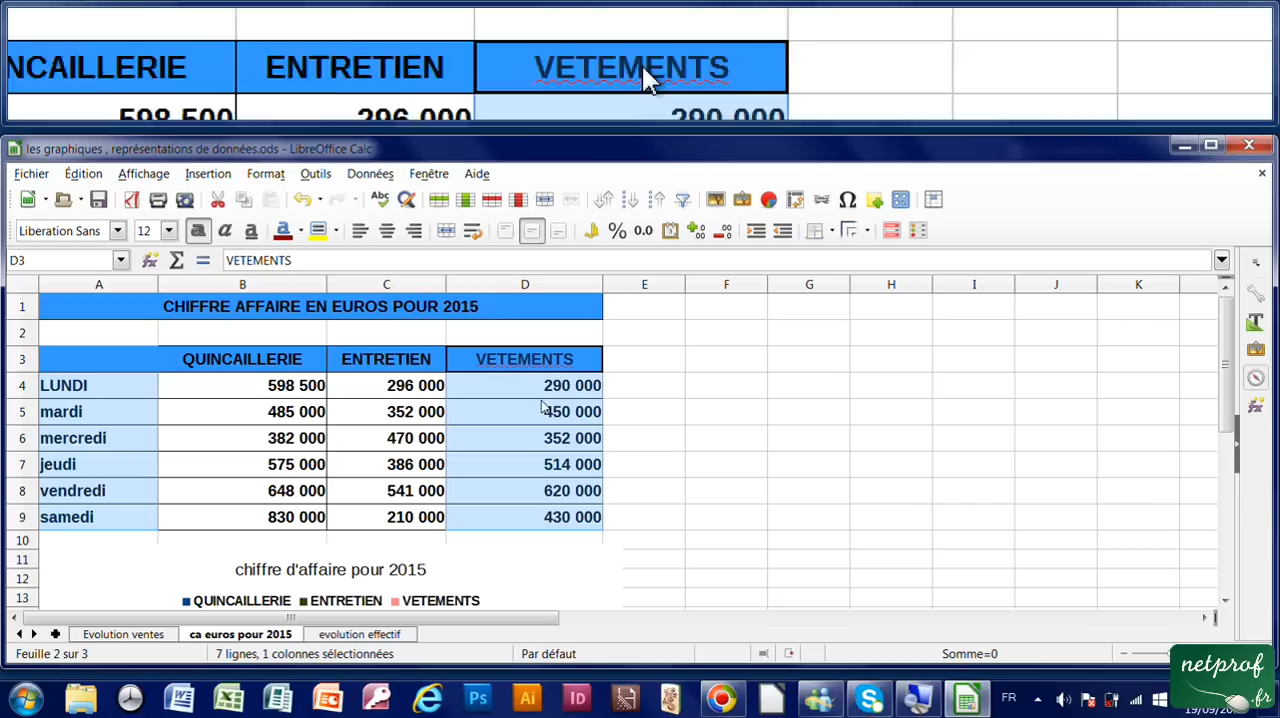 NCAILLERIE ENTRETIEN VETEMENTS
598 500 296 000 290 000
les graphiques , représentations de données.ods - LibreOffice Calc
Fichier Édition Affichage Insertion Format Outils Données Fenêtre Aide
Liberation Sans 12
D3 VETEMENTS
A B C D E F G H I J K
1 CHIFFRE AFFAIRE EN EUROS POUR 2015
2
3 QUINCAILLERIE ENTRETIEN VETEMENTS
4 LUNDI 598 500 296 000 290 000
5 mardi 485 000 352 000 450 000
6 mercredi 382 000 470 000 352 000
7 jeudi 575 000 386 000 514 000
8 vendredi 648 000 541 000 620 000
9 samedi 830 000 210 000 430 000
10
11
chiffre d'affaire pour 2015
12
13 QUINCAILLERIE ENTRETIEN VETEMENTS
Evolution ventes ca euros pour 2015 evolution effectif
Feuille 2 sur 3 7 lignes, 1 colonnes sélectionnées Par défaut Somme=0
netprof
.fr
Ps Ai ID FR